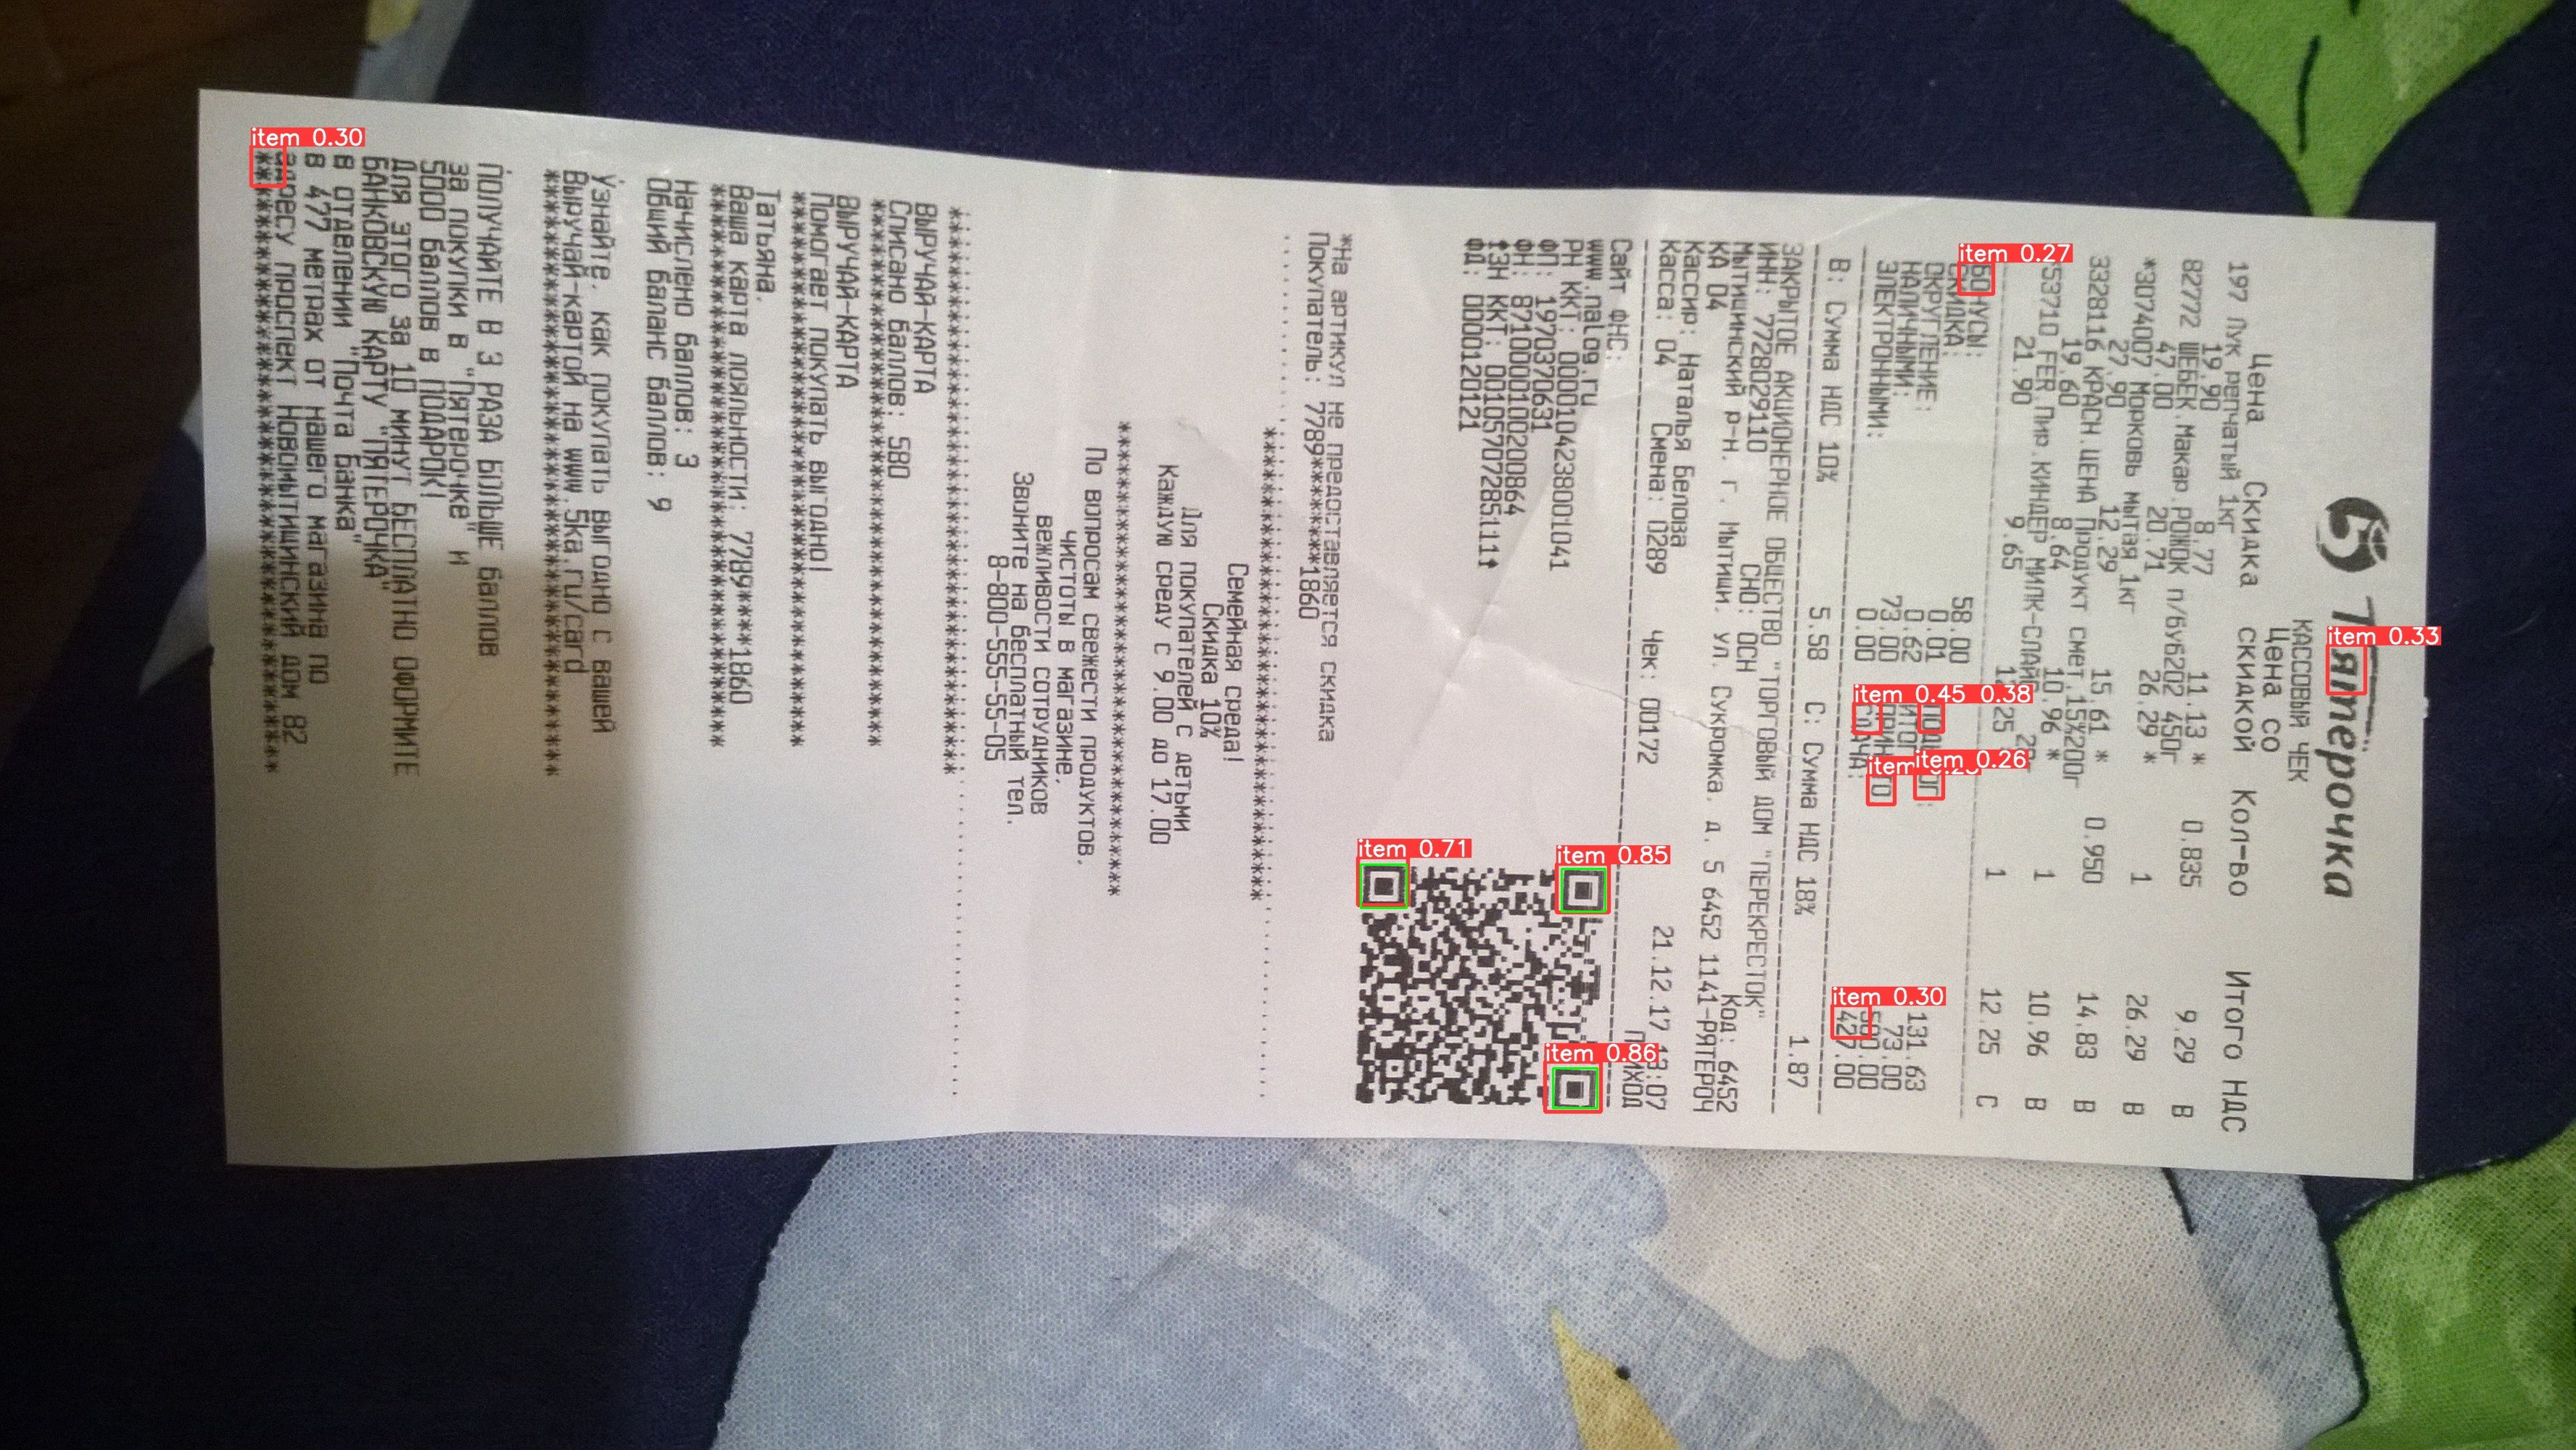 Пятёрочка
КАССОВЫЙ ЧЕК
Цена Скидка Цена со скидкой Кол-во Итого НДС
197 Лук репчатый 1кг
19.90 8.77 11.13 * 0.835 9.29 B
82772 ШЕБЕК.Макар.РОЖОК п/бу6202 450г
47.00 20.71 26.29 * 1 26.29 B
*3074007 Морковь мытая 1кг
27.90 12.29 15.61 * 0.950 14.83 B
3328116 КРАСН.ЦЕНА Продукт смет.15%200г
19.60 8.64 10.96 * 1 10.96 B
*53710 FER.Пир.КИНДЕР МИЛК-СЛАЙС
21.90 9.65 1 12.25 C
БОНУСЫ: 58.00
СКИДКА: 0.01
ОКРУГЛЕНИЕ: 0.62 131.63
НАЛИЧНЫМИ: 73.00 73.00
ЭЛЕКТРОННЫМИ: 0.00
427.00
В: Сумма НДС 10% 5.58 С: Сумма НДС 18% 1.87
ЗАКРЫТОЕ АКЦИОНЕРНОЕ ОБЩЕСТВО "ТОРГОВЫЙ ДОМ "ПЕРЕКРЕСТОК"
ИНН: 7728029110 СНО: ОСН Код: 6452
Мытищинский р-н, г. Мытищи, ул. Сукромка, д. 5 6452 1141-PЯТЕРОЧ
КА 04
Кассир: Наталья Белова
Касса: 04 Смена: 0289 Чек: 00172 21.12.17
Сайт ФНС:
www.nalog.ru
РН ККТ: 0000104238001041
ФП: 1970370631
ФН: 8710000100200864
ФД: 0000120121
*На артикул не предоставляется скидка
Покупатель: 7789********1860
Семейная среда!
Скидка 10%
Для покупателей с детьми
Каждую среду с 9.00 до 17.00
*****************************************
По вопросам свежести продуктов,
чистоты в магазине,
вежливости сотрудников
Звоните на бесплатный тел.
8-800-555-55-05
ВЫРУЧАЙ-КАРТА
Списано баллов: 580
ВЫРУЧАЙ-КАРТА
Помогает покупать выгодно!
Татьяна,
Ваша карта лояльности: 7789****1860
Начислено баллов: 3
Общий баланс баллов: 9
Узнайте, как покупать выгодно с вашей
Выручай-картой на www.5ka.ru/card
ПОЛУЧАЙТЕ В 3 РАЗА БОЛЬШЕ баллов
за покупки в "Пятерочке" и
5000 баллов в ПОДАРОК!
Для этого за 10 минут БЕСПЛАТНО ОФОРМИТЕ
БАНКОВСКУЮ КАРТУ "ПЯТЕРОЧКА"
в отделении "Почта банка"
в 477 метрах от нашего магазина по
адресу проспект Новомытищинский дом 82
item 0.30
item 0.27
item 0.33
item 0.45
0.38
item 0.26
item 0.71
item 0.85
item 0.30
item 0.86